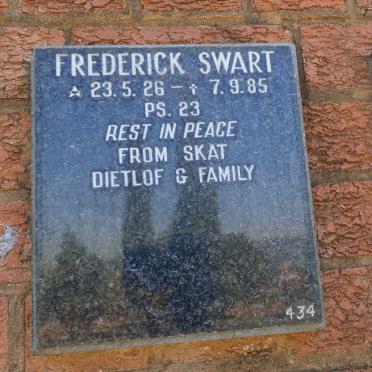 FREDERICK SWART
⅄ 23.5.26 – † 7.9.85
PS. 23
REST IN PEACE
FROM SKAT
DIETLOF & FAMILY
434